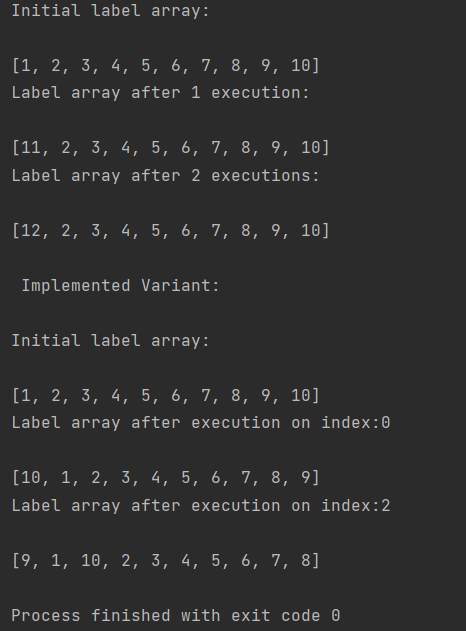 Initial label array:
[1, 2, 3, 4, 5, 6, 7, 8, 9, 10]
Label array after 1 execution:
[11, 2, 3, 4, 5, 6, 7, 8, 9, 10]
Label array after 2 executions:
[12, 2, 3, 4, 5, 6, 7, 8, 9, 10]
Implemented Variant:
Initial label array:
[1, 2, 3, 4, 5, 6, 7, 8, 9, 10]
Label array after execution on index:0
[10, 1, 2, 3, 4, 5, 6, 7, 8, 9]
Label array after execution on index:2
[9, 1, 10, 2, 3, 4, 5, 6, 7, 8]
Process finished with exit code 0